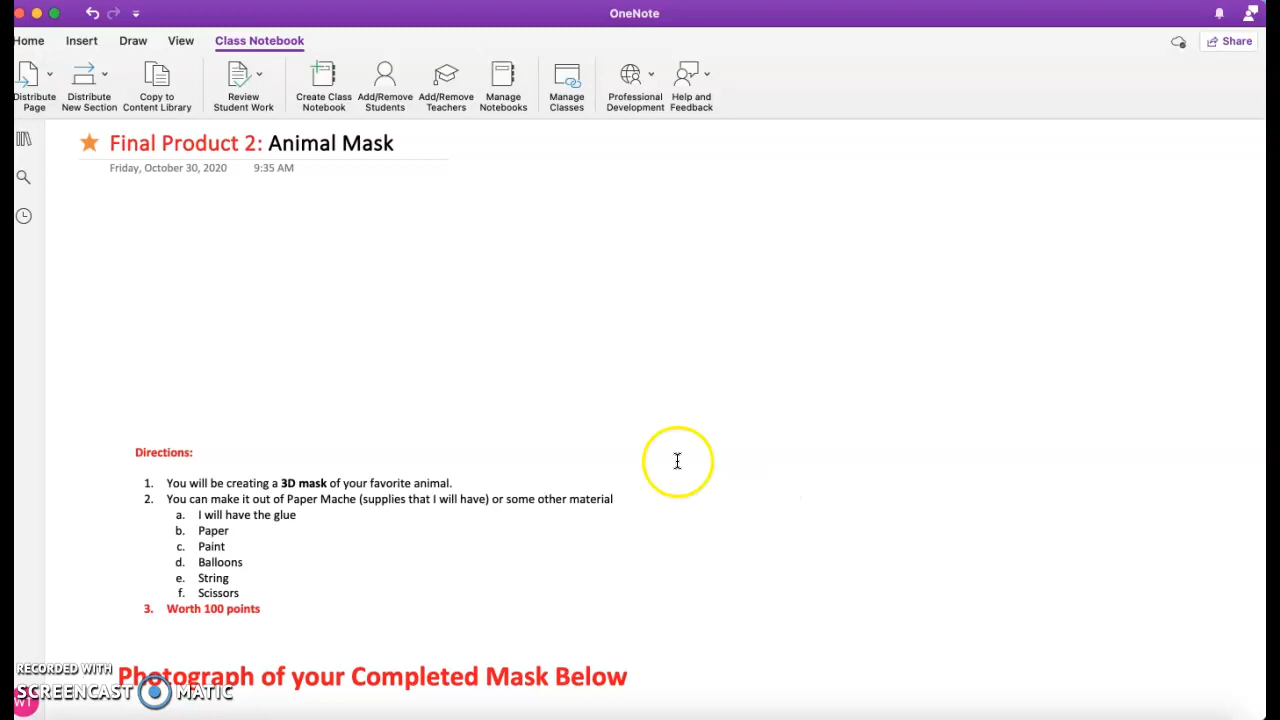 OneNote
Home Insert Draw View Class Notebook
Share
Distribute Page
Distribute New Section
Copy to Content Library
Review Student Work
Create Class Notebook
Add/Remove Students
Add/Remove Teachers
Manage Notebooks
Manage Classes
Professional Development
Help and Feedback
Final Product 2: Animal Mask
Friday, October 30, 2020 9:35 AM
Directions:
1. You will be creating a 3D mask of your favorite animal.
2. You can make it out of Paper Mache (supplies that I will have) or some other material
a. I will have the glue
b. Paper
c. Paint
d. Balloons
e. String
f. Scissors
3. Worth 100 points
Photograph of your Completed Mask Below
RECORDED WITH
SCREENCAST MATIC
WT